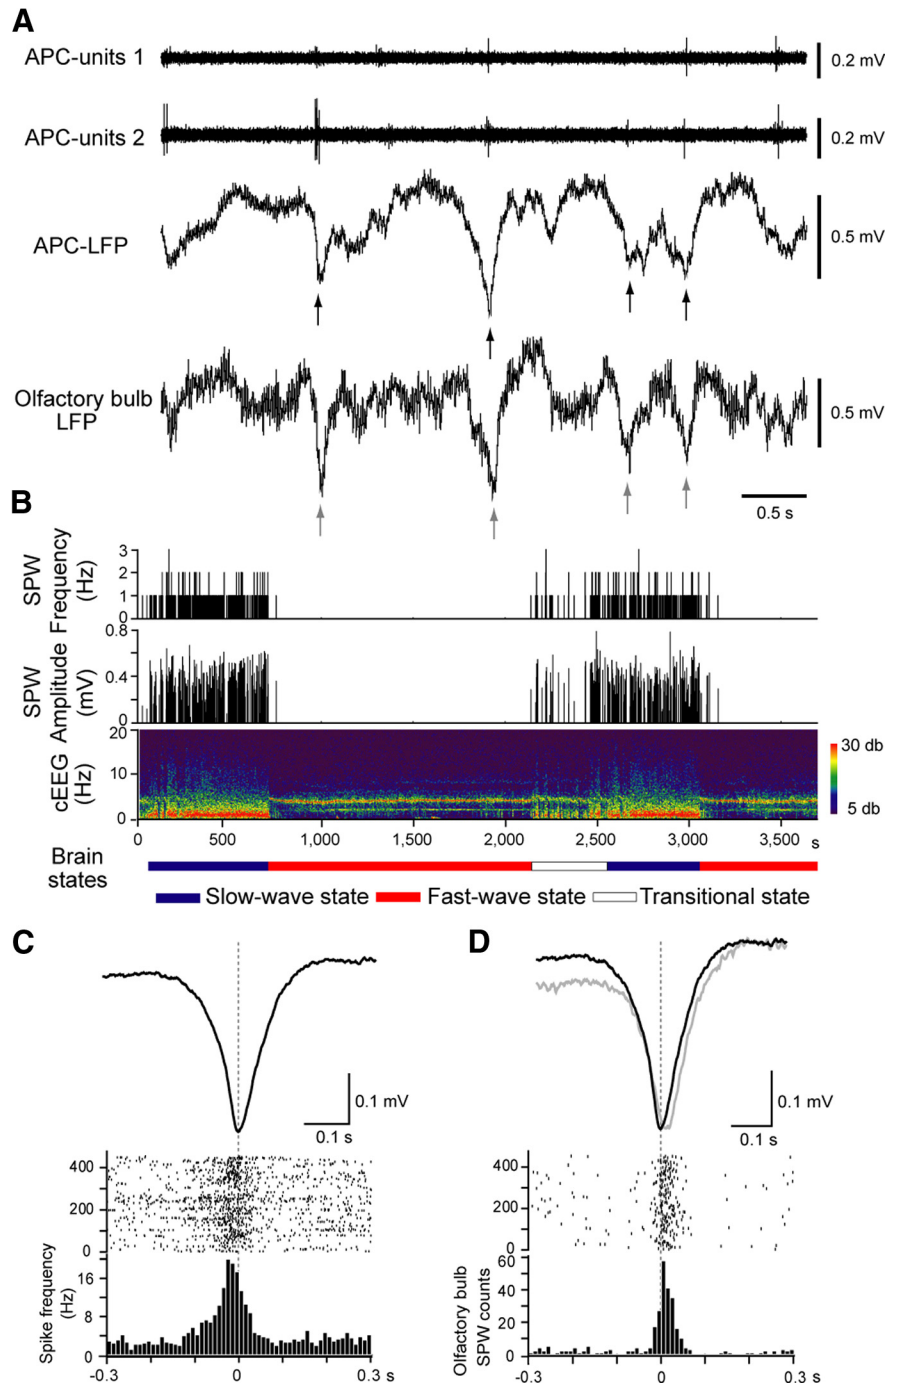 A
APC-units 1
0.2 mV
APC-units 2
0.2 mV
APC-LFP
0.5 mV
Olfactory bulb
LFP
0.5 mV
0.5 s
B
SPW
Frequency
(Hz)
3
2
1
0
SPW
Amplitude
(mV)
0.8
0.4
0
cEEG
(Hz)
20
10
0
30 db
5 db
0 500 1,000 1,500 2,000 2,500 3,000 3,500 s
Brain
states
Slow-wave state Fast-wave state Transitional state
C
0.1 mV
0.1 s
400
200
0
Spike frequency
(Hz)
16
8
0
-0.3 0 0.3 s
D
0.1 mV
0.1 s
400
200
0
Olfactory bulb
SPW counts
60
40
20
0
-0.3 0 0.3 s